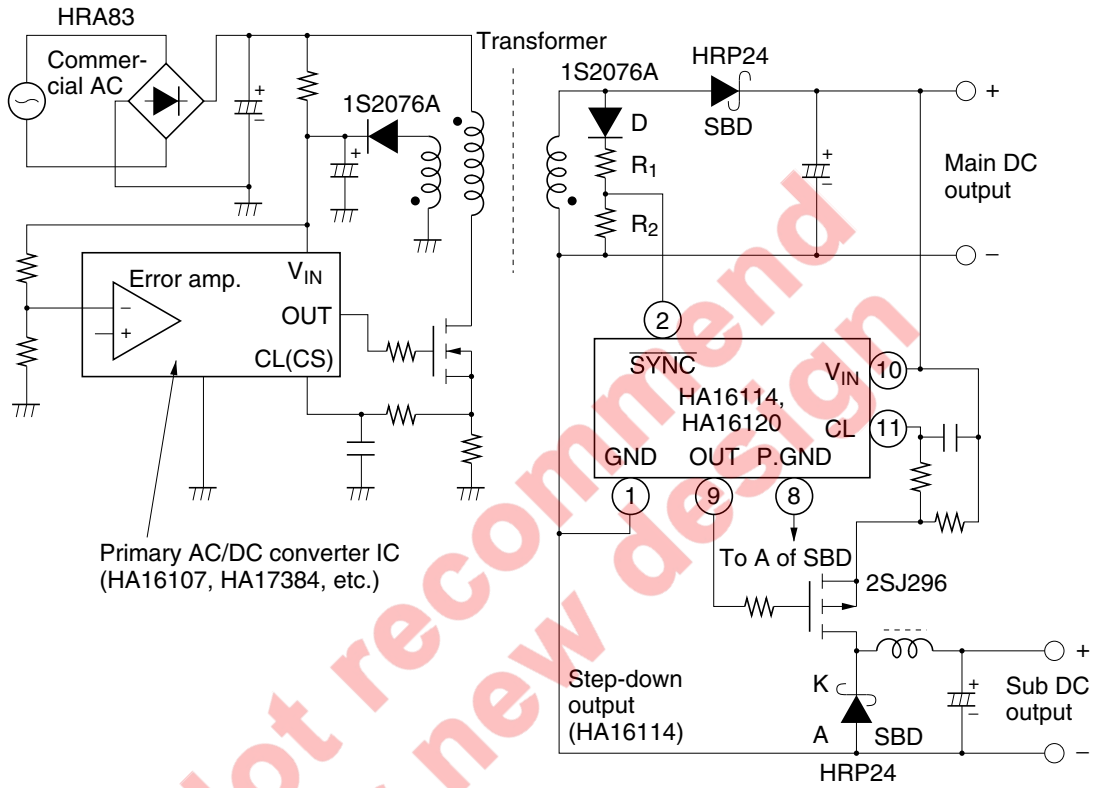 HRA83
Commer-
cial AC
+
−
1S2076A
+
Transformer
1S2076A
HRP24
SBD
D
R1
R2
+
−
+
Main DC
output
−
Error amp.
−
+
VIN
OUT
CL(CS)
Primary AC/DC converter IC
(HA16107, HA17384, etc.)
2
SYNC
HA16114,
HA16120
VIN
10
CL
11
GND
OUT
P.GND
1
9
8
To A of SBD
2SJ296
Step-down
output
(HA16114)
K
A
SBD
HRP24
+
−
+
Sub DC
output
−
Not recommend
new design